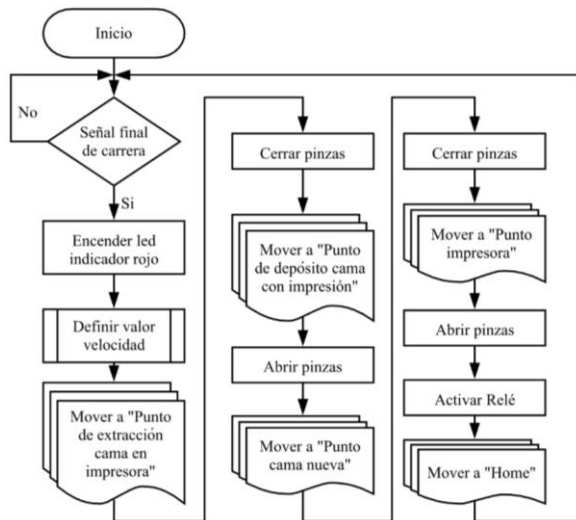 Inicio
No
Señal final
de carrera
Si
Encender led
indicador rojo
Definir valor
velocidad
Mover a "Punto
de extracción
cama en
impresora"
Cerrar pinzas
Mover a "Punto
de depósito cama
con impresión"
Abrir pinzas
Mover a "Punto
cama nueva"
Cerrar pinzas
Mover a "Punto
impresora"
Abrir pinzas
Activar Relé
Mover a "Home"